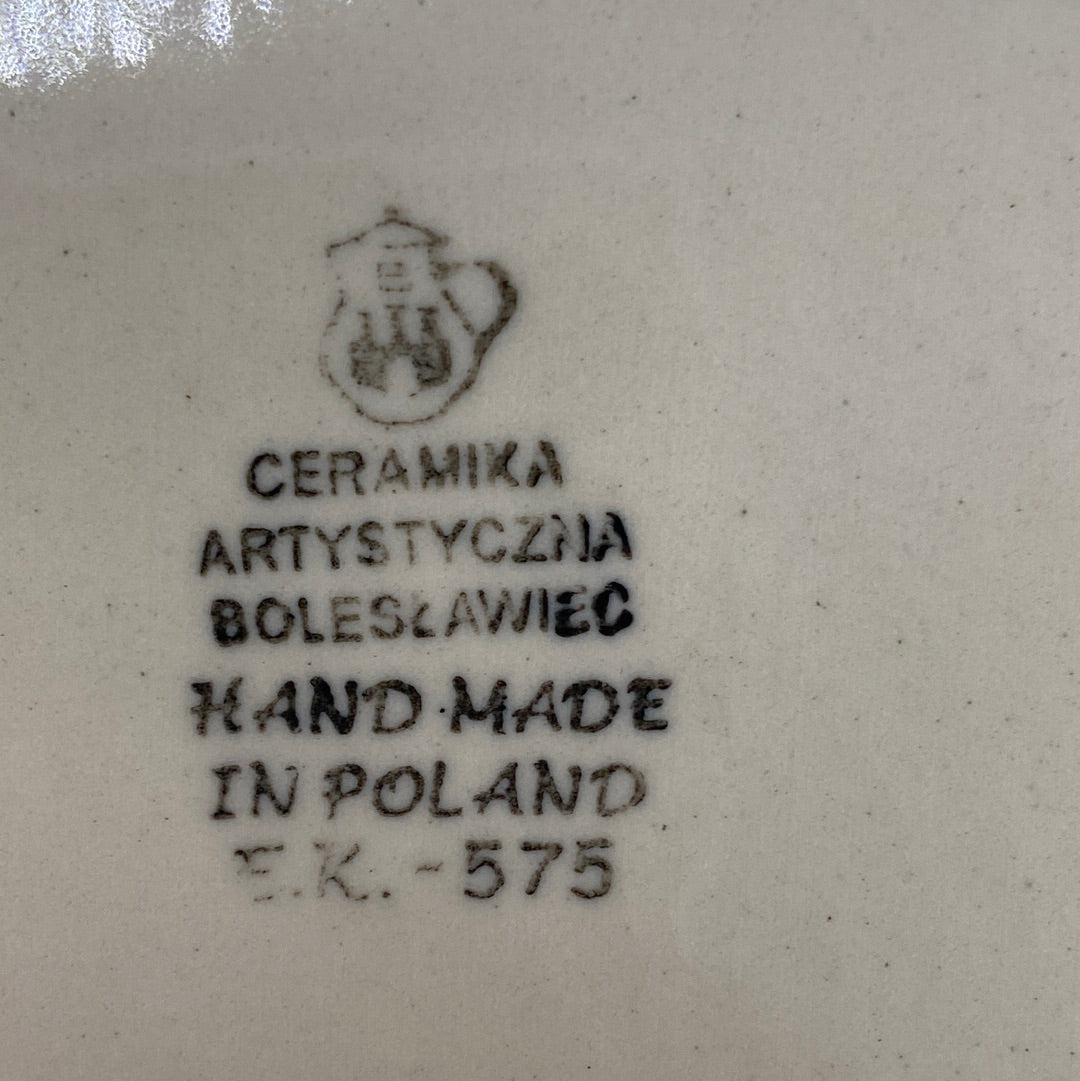 CERAMIKA
ARTYSTYCZNA
BOLESŁAWIEC
HAND MADE
IN POLAND
E.K. - 575